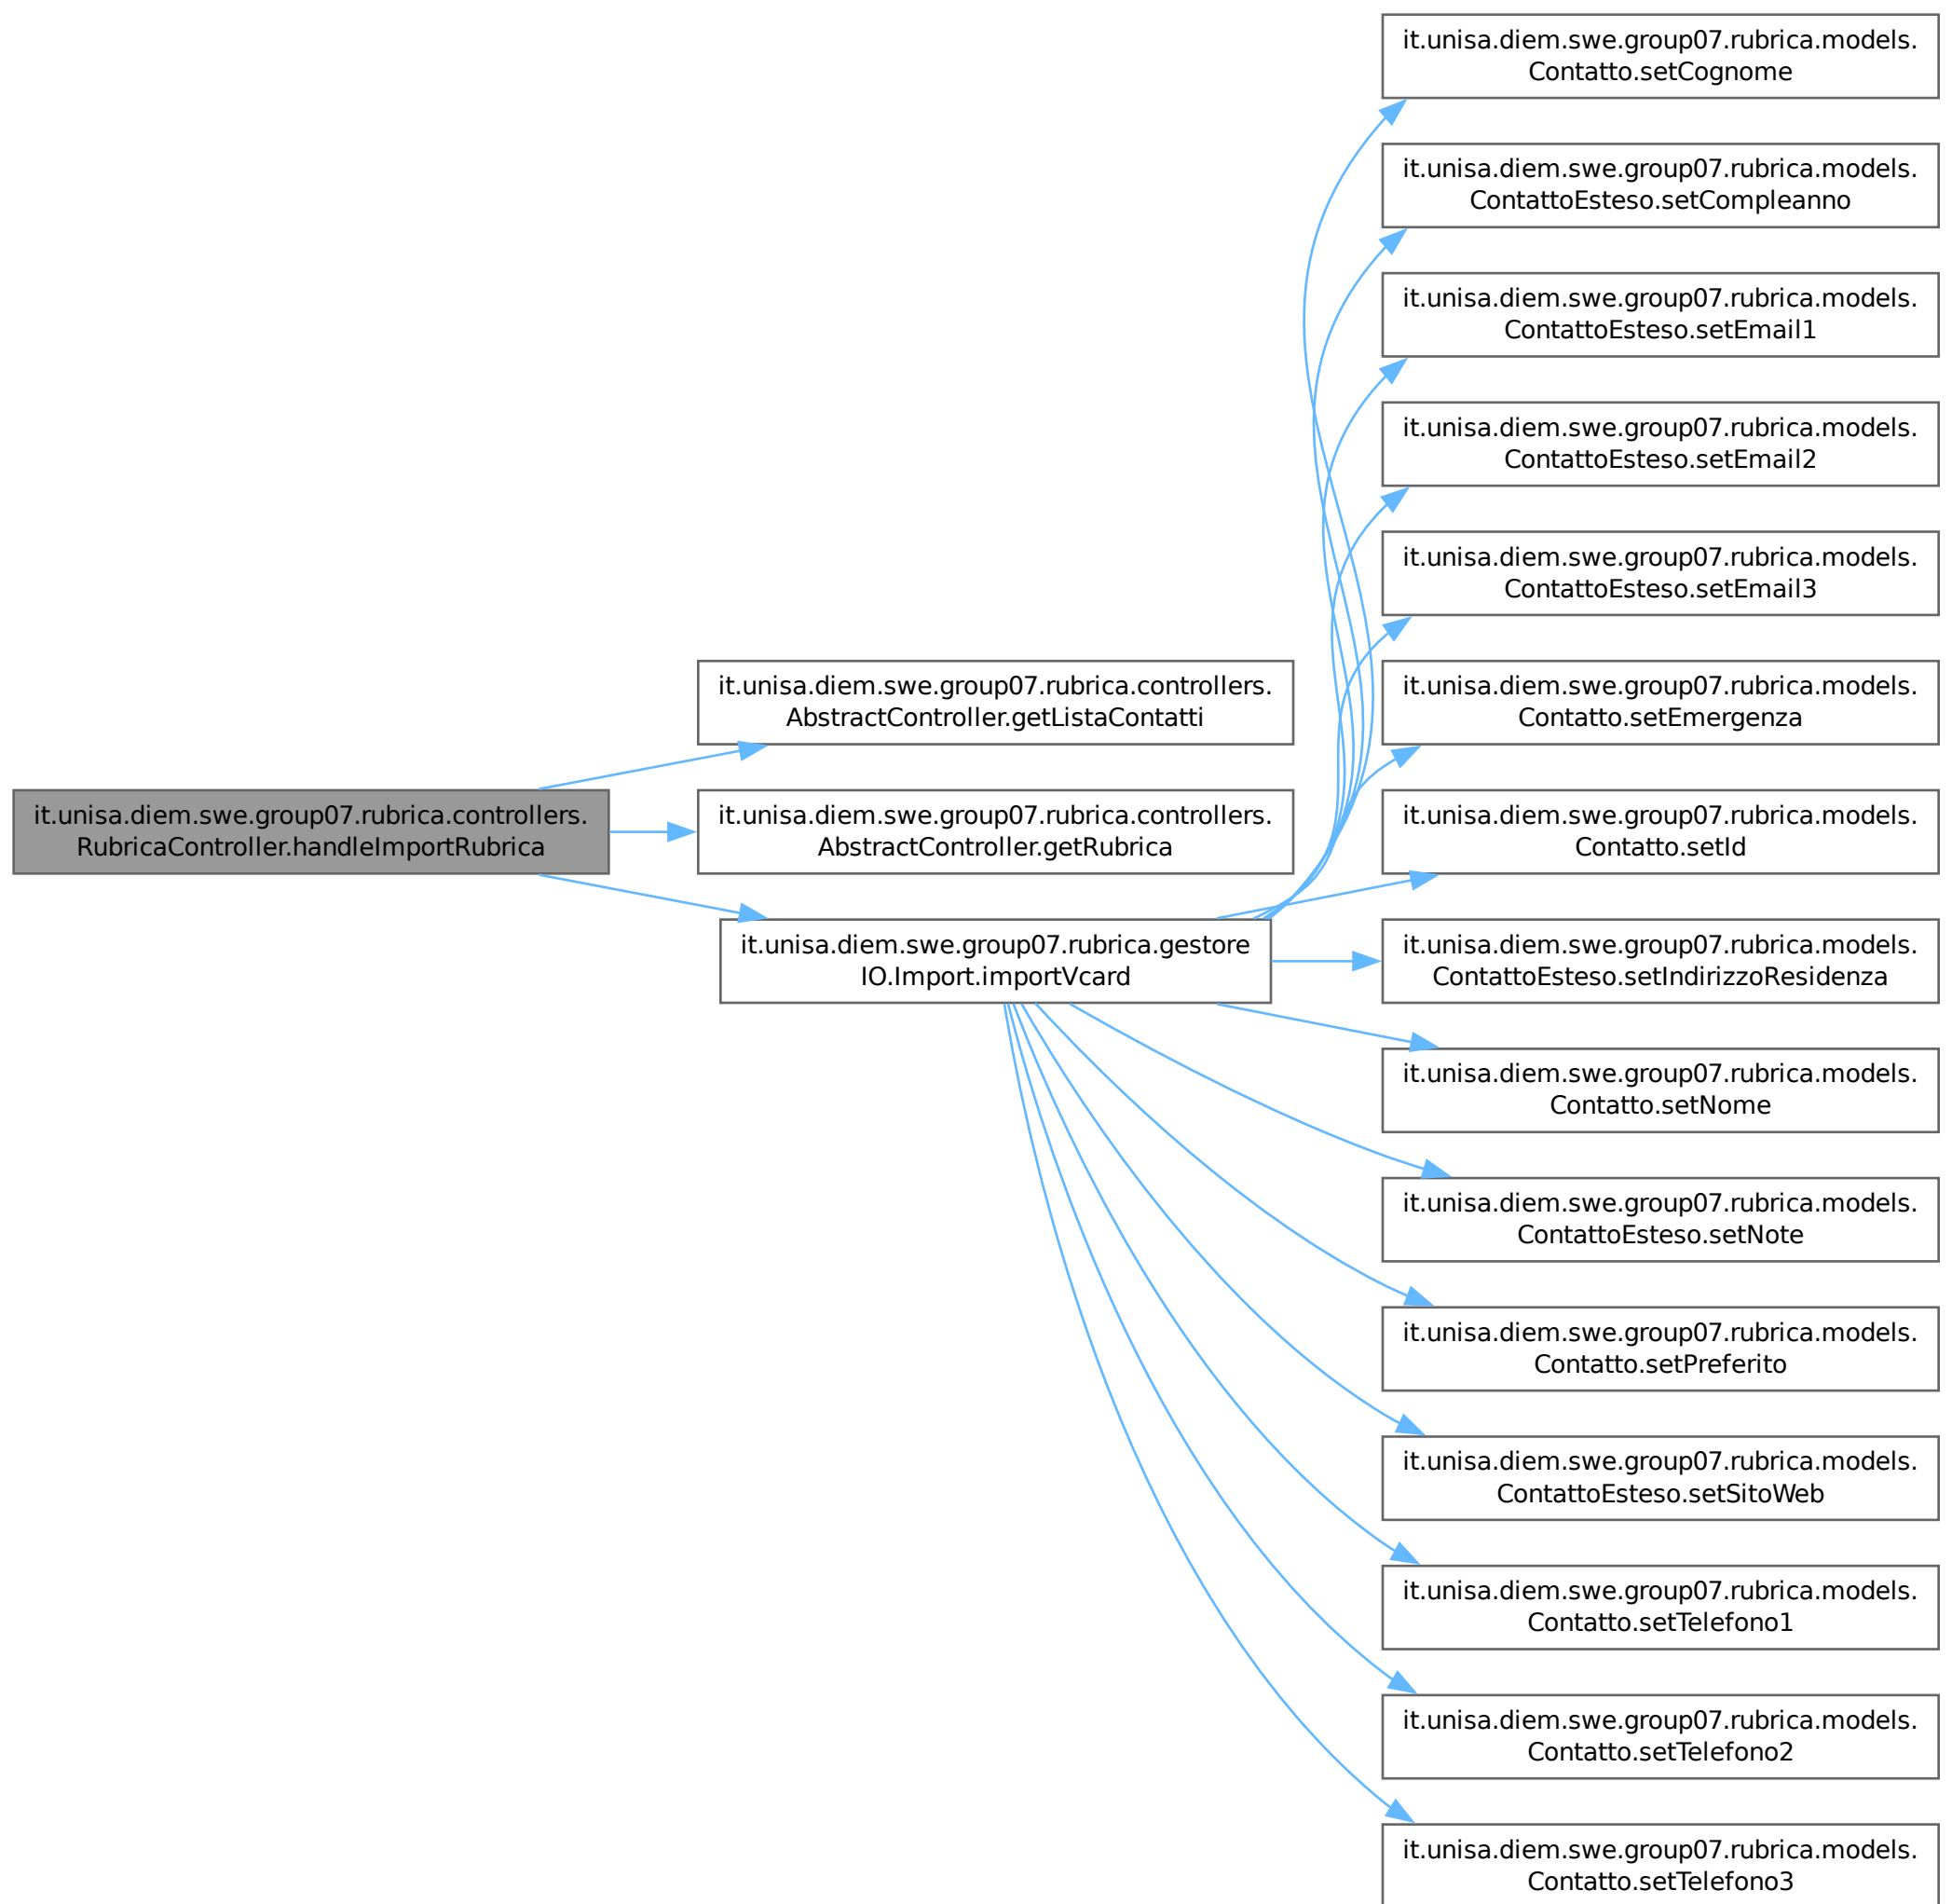 it.unisa.diem.swe.group07.rubrica.controllers.
RubricaController.handleImportRubrica
it.unisa.diem.swe.group07.rubrica.controllers.
AbstractController.getListaContatti
it.unisa.diem.swe.group07.rubrica.controllers.
AbstractController.getRubrica
it.unisa.diem.swe.group07.rubrica.gestore
IO.Import.importVcard
it.unisa.diem.swe.group07.rubrica.models.
Contatto.setCognome
it.unisa.diem.swe.group07.rubrica.models.
ContattoEsteso.setCompleanno
it.unisa.diem.swe.group07.rubrica.models.
ContattoEsteso.setEmail1
it.unisa.diem.swe.group07.rubrica.models.
ContattoEsteso.setEmail2
it.unisa.diem.swe.group07.rubrica.models.
ContattoEsteso.setEmail3
it.unisa.diem.swe.group07.rubrica.models.
Contatto.setEmergenza
it.unisa.diem.swe.group07.rubrica.models.
Contatto.setId
it.unisa.diem.swe.group07.rubrica.models.
ContattoEsteso.setIndirizzoResidenza
it.unisa.diem.swe.group07.rubrica.models.
Contatto.setNome
it.unisa.diem.swe.group07.rubrica.models.
ContattoEsteso.setNote
it.unisa.diem.swe.group07.rubrica.models.
Contatto.setPreferito
it.unisa.diem.swe.group07.rubrica.models.
ContattoEsteso.setSitoWeb
it.unisa.diem.swe.group07.rubrica.models.
Contatto.setTelefono1
it.unisa.diem.swe.group07.rubrica.models.
Contatto.setTelefono2
it.unisa.diem.swe.group07.rubrica.models.
Contatto.setTelefono3